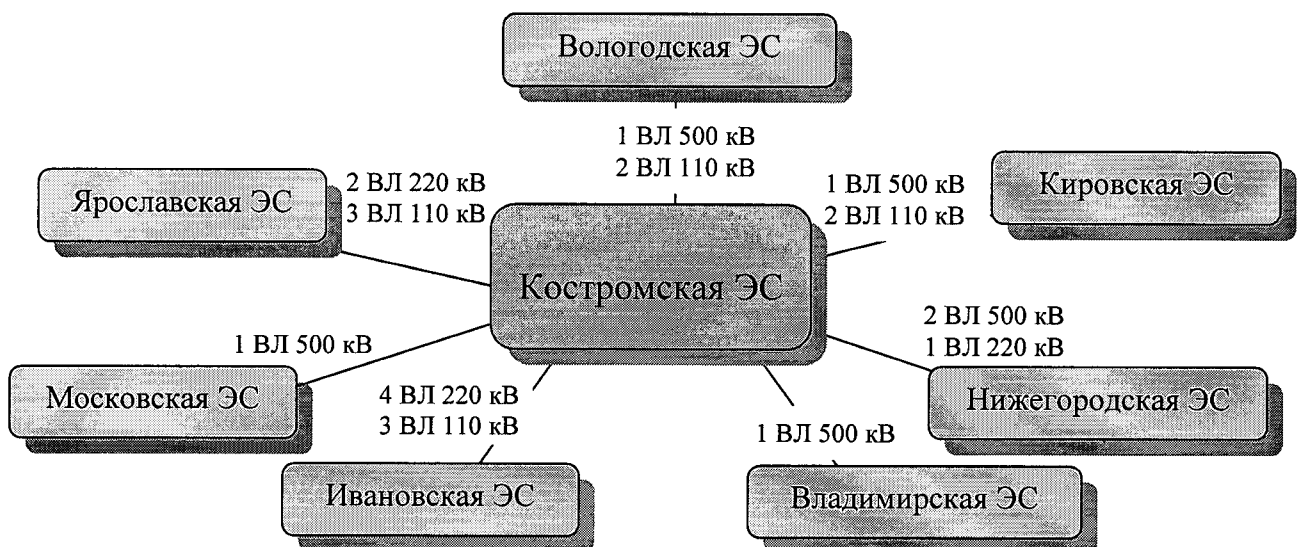 Вологодская ЭС
1 ВЛ 500 кВ
2 ВЛ 110 кВ
Ярославская ЭС
2 ВЛ 220 кВ
3 ВЛ 110 кВ
1 ВЛ 500 кВ
2 ВЛ 110 кВ
Кировская ЭС
Костромская ЭС
1 ВЛ 500 кВ
Московская ЭС
2 ВЛ 500 кВ
1 ВЛ 220 кВ
Нижегородская ЭС
4 ВЛ 220 кВ
3 ВЛ 110 кВ
Ивановская ЭС
1 ВЛ 500 кВ
Владимирская ЭС